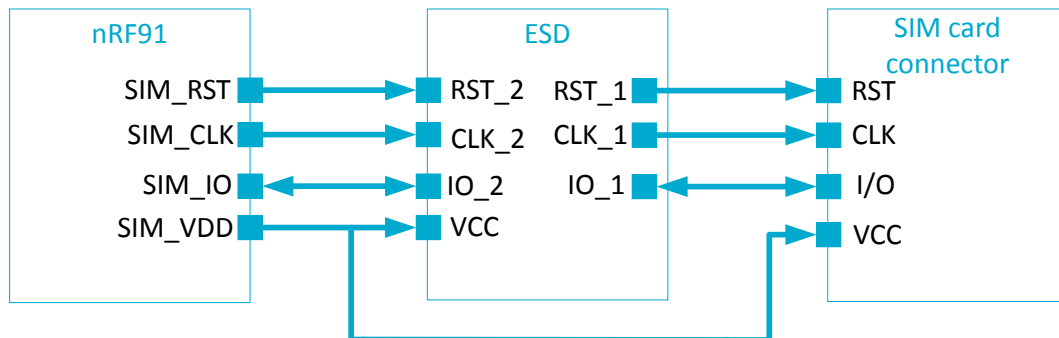 nRF91
SIM_RST
SIM_CLK
SIM_IO
SIM_VDD
ESD
RST_2
CLK_2
IO_2
VCC
RST_1
CLK_1
IO_1
SIM card
connector
RST
CLK
I/O
VCC